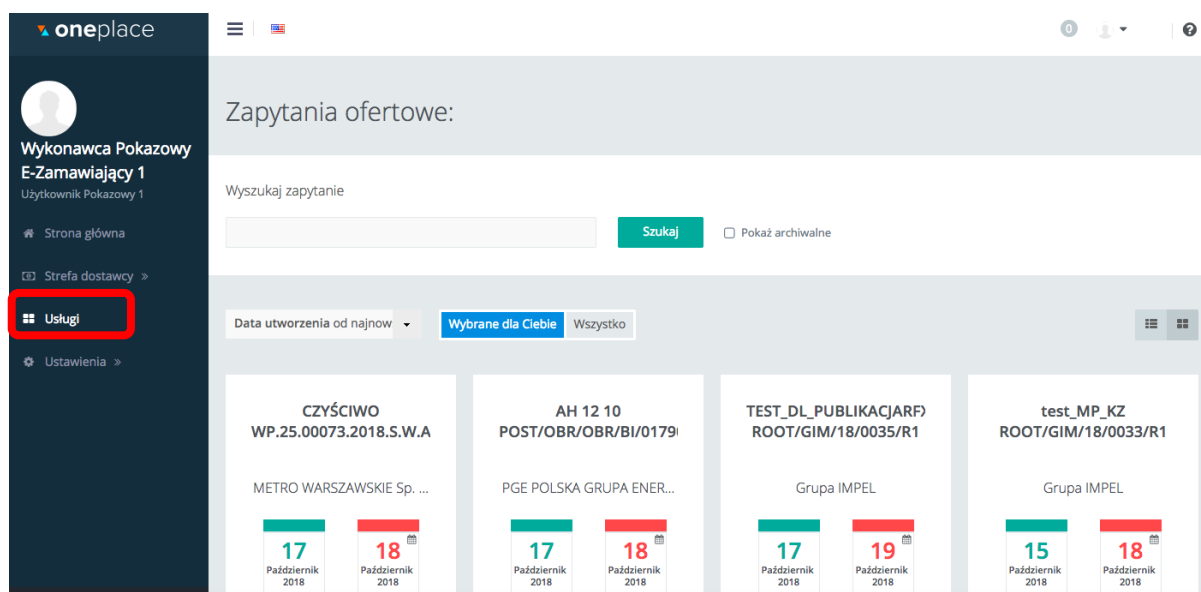 oneplace
0
Wykonawca Pokazowy
E-Zamawiający 1
Użytkownik Pokazowy 1
Strona główna
Strefa dostawcy »
Usługi
Ustawienia »
Zapytania ofertowe:
Wyszukaj zapytanie
Szukaj
Pokaż archiwalne
Data utworzenia od najnow
Wybrane dla Ciebie
Wszystko
CZYŚCIWO
WP.25.00073.2018.S.W.A
METRO WARSZAWSKIE Sp. ...
17
Październik
2018
18
Październik
2018
AH 12 10
POST/OBR/OBR/BI/0179
PGE POLSKA GRUPA ENER...
17
Październik
2018
18
Październik
2018
TEST_DL_PUBLIKACJARF
ROOT/GIM/18/0035/R1
Grupa IMPEL
17
Październik
2018
19
Październik
2018
test_MP_KZ
ROOT/GIM/18/0033/R1
Grupa IMPEL
15
Październik
2018
18
Październik
2018